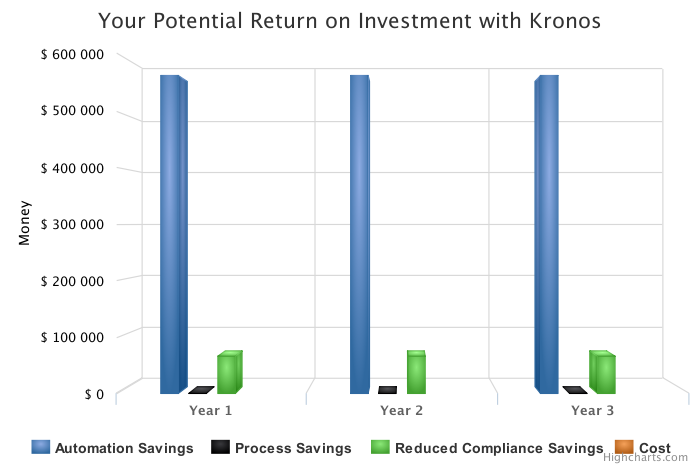 Your Potential Return on Investment with Kronos
$ 600 000
$ 500 000
$ 400 000
$ 300 000
$ 200 000
$ 100 000
$ 0
Money
Year 1
Year 2
Year 3
Automation Savings
Process Savings
Reduced Compliance Savings
Cost
Highcharts.com